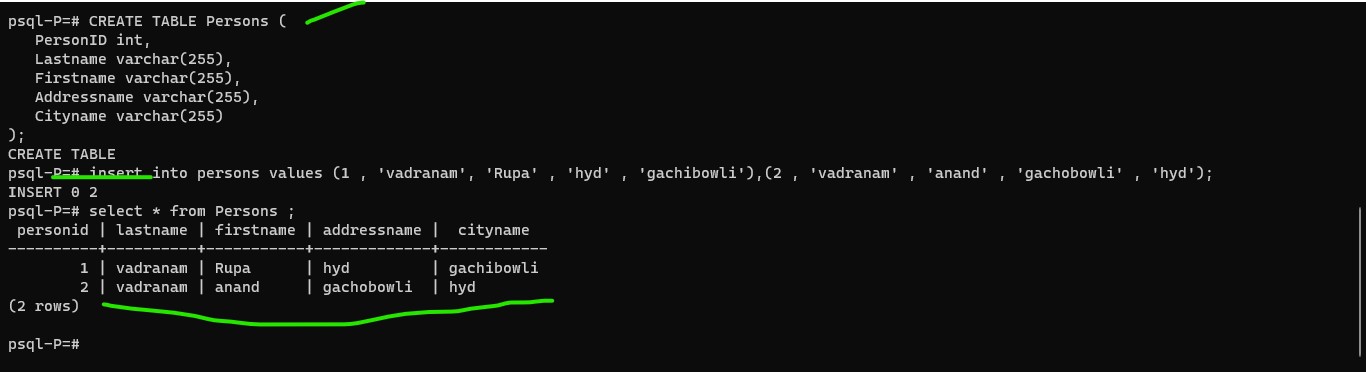 psql-P=# CREATE TABLE Persons (
   PersonID int,
   Lastname varchar(255),
   Firstname varchar(255),
   Addressname varchar(255),
   Cityname varchar(255)
);
CREATE TABLE
psql-P=# insert into persons values (1 , 'vadranam', 'Rupa' , 'hyd' , 'gachibowli'),(2 , 'vadranam' , 'anand' , 'gachobowli' , 'hyd');
INSERT 0 2
psql-P=# select * from Persons ;
 personid | lastname | firstname | addressname |  cityname
----------+----------+-----------+-------------+------------
        1 | vadranam | Rupa      | hyd         | gachibowli
        2 | vadranam | anand     | gachobowli  | hyd
(2 rows)
psql-P=#